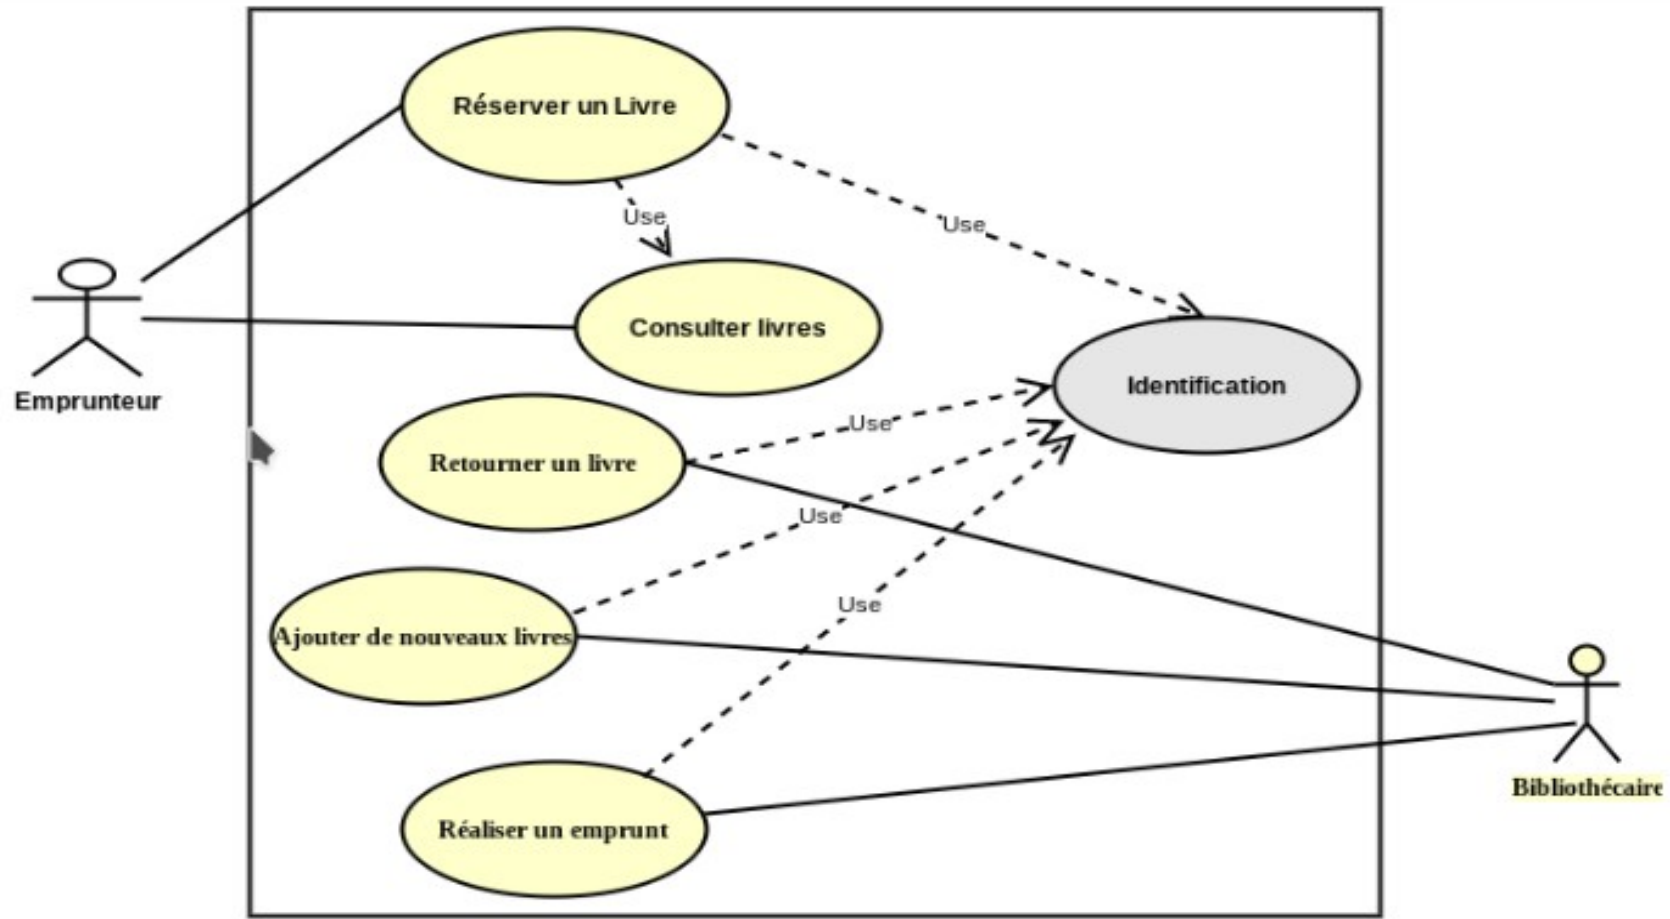 Réserver un Livre
Use
Use
Consulter livres
Emprunteur
Identification
Use
Retourner un livre
Use
Use
Ajouter de nouveaux livres
Bibliothécaire
Réaliser un emprunt